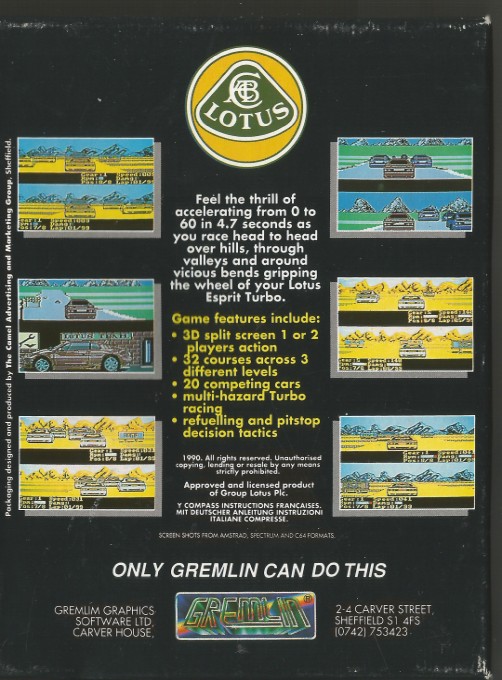 ACBC
LOTUS
Feel the thrill of
accelerating from 0 to
60 in 4.7 seconds as
you race head to head
over hills, through
valleys and around
vicious bends gripping
the wheel of your Lotus
Esprit Turbo.
Game features include:
• 3D split screen 1 or 2
players action
• 32 courses across 3
different levels
• 20 competing cars
• multi-hazard Turbo
racing
• refuelling and pitstop
decision tactics
1990. All rights reserved. Unauthorised
copying, lending or resale by any means
strictly prohibited.
Approved and licensed product
of Group Lotus Plc.
Y COMPASS INSTRUCTIONS FRANCAISES.
MIT DEUTSCHER ANLEITUNG INSTRUZIONI
ITALIANE COMPRESSE.
SCREEN SHOTS FROM AMSTRAD, SPECTRUM AND C64 FORMATS.
ONLY GREMLIN CAN DO THIS
GREMLIM GRAPHICS
SOFTWARE LTD,
CARVER HOUSE,
GREMLIN
2-4 CARVER STREET,
SHEFFIELD S1 4FS
(0742) 753423
Packaging designed and produced by The Camel Advertising and Marketing Group, Sheffield.
LOTUS TEAM